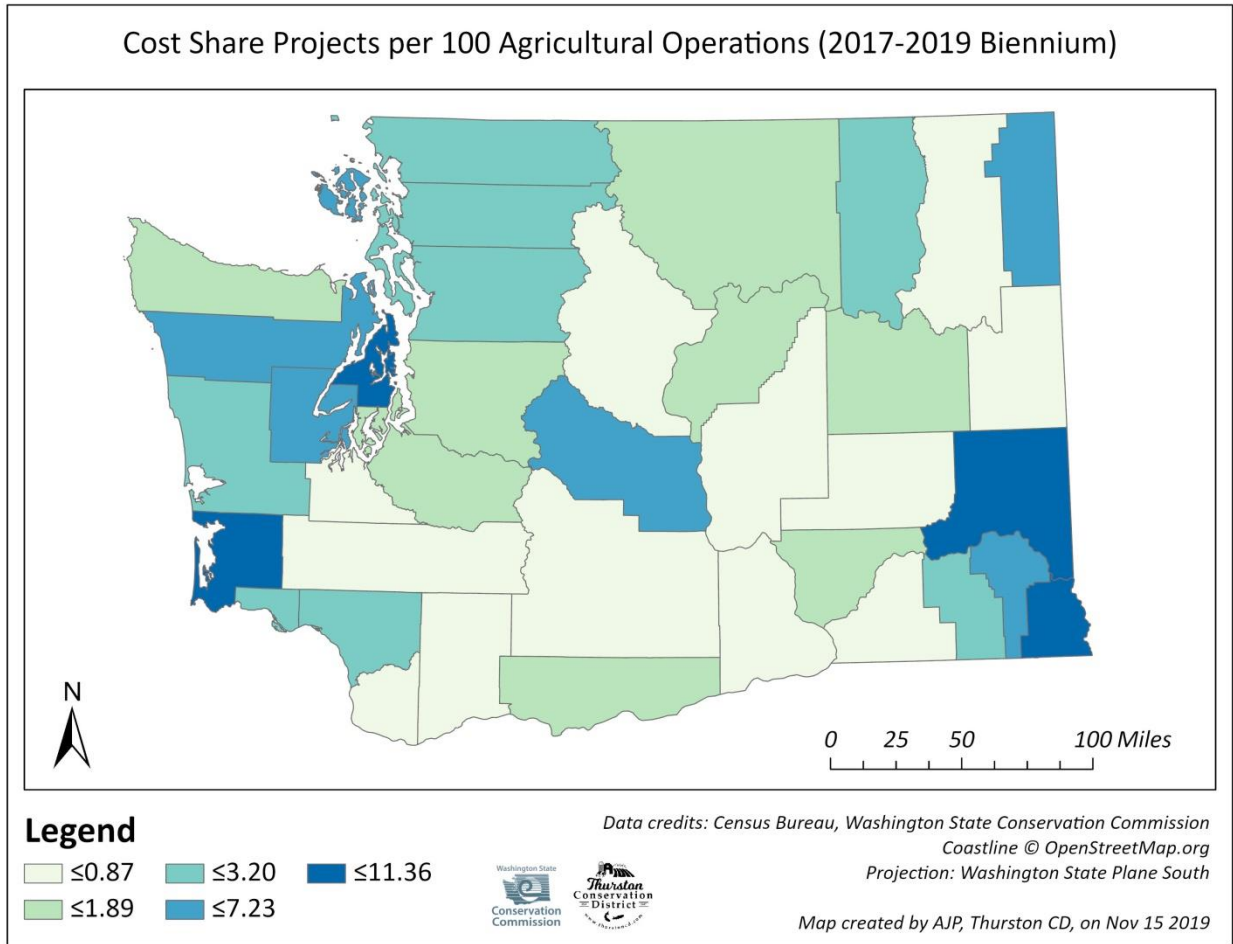 Cost Share Projects per 100 Agricultural Operations (2017-2019 Biennium)
N
0 25 50 100 Miles
Legend
≤0.87 ≤3.20 ≤11.36
≤1.89 ≤7.23
Washington State
Conservation
Commission
Thurston
Conservation
District
www.thurstoncd.com
Data credits: Census Bureau, Washington State Conservation Commission
Coastline © OpenStreetMap.org
Projection: Washington State Plane South
Map created by AJP, Thurston CD, on Nov 15 2019